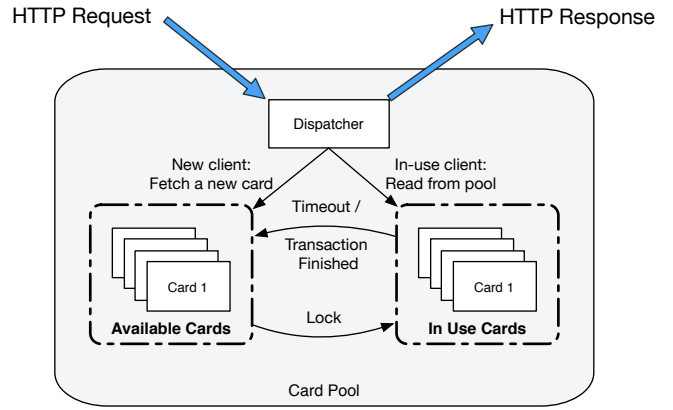 HTTP Request
HTTP Response
Dispatcher
New client:
Fetch a new card
In-use client:
Read from pool
Timeout /
Transaction
Finished
Card 1
Available Cards
Card 1
In Use Cards
Lock
Card Pool